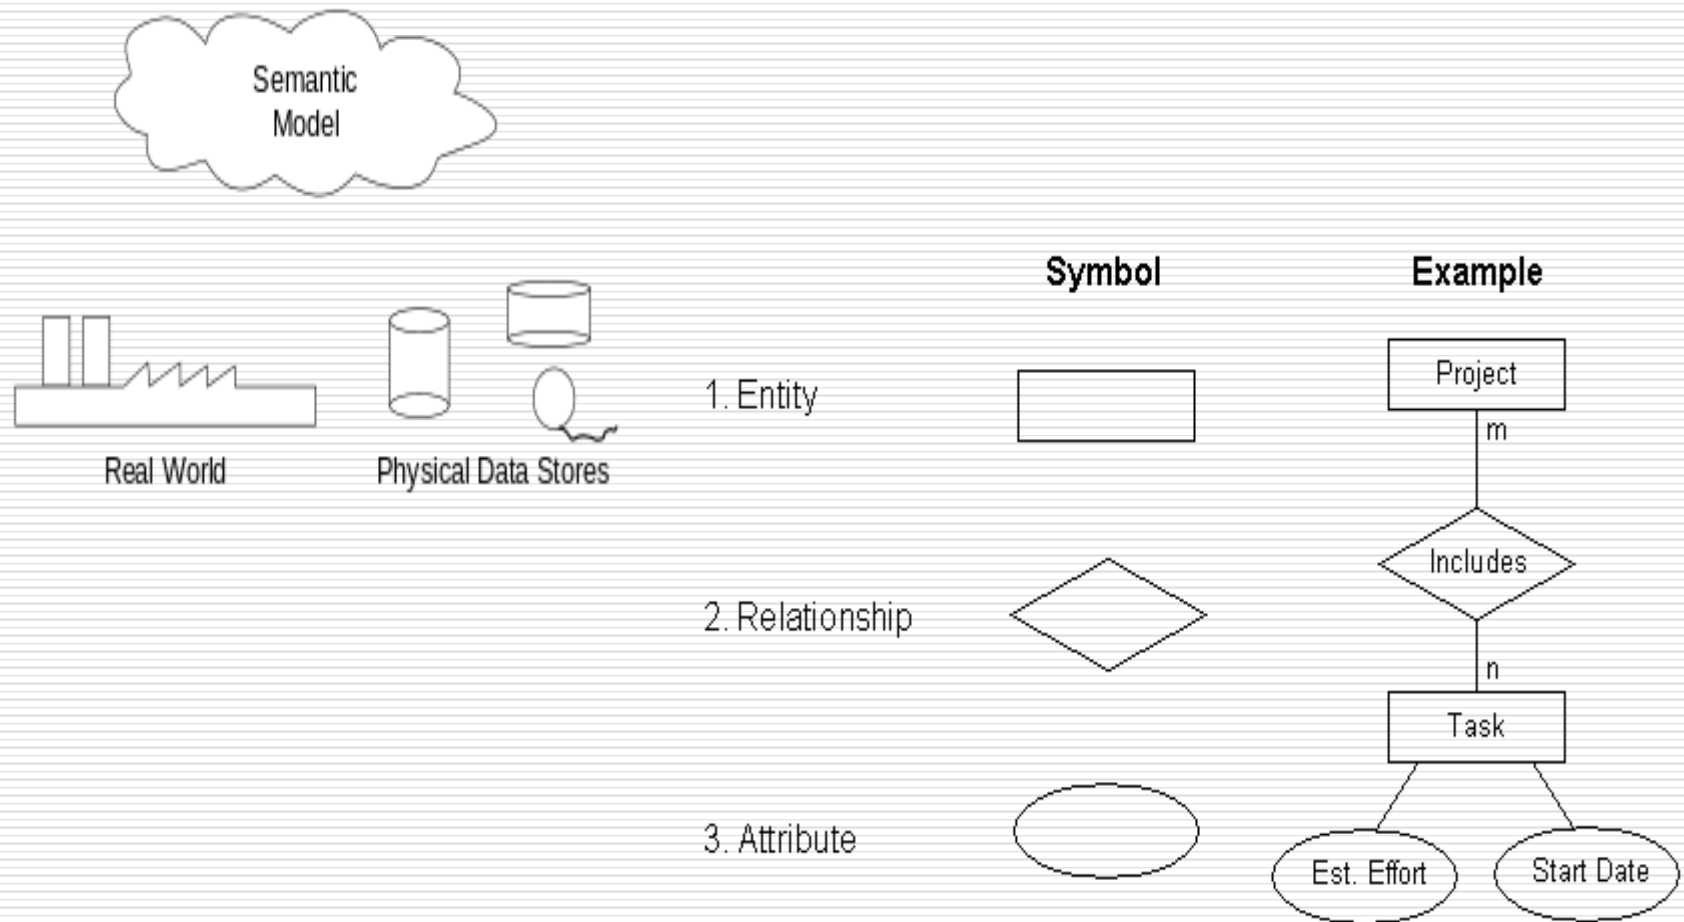 Semantic
Model
Real World
Physical Data Stores
Symbol
Example
1. Entity
Project
m
Includes
2. Relationship
n
Task
3. Attribute
Est. Effort
Start Date